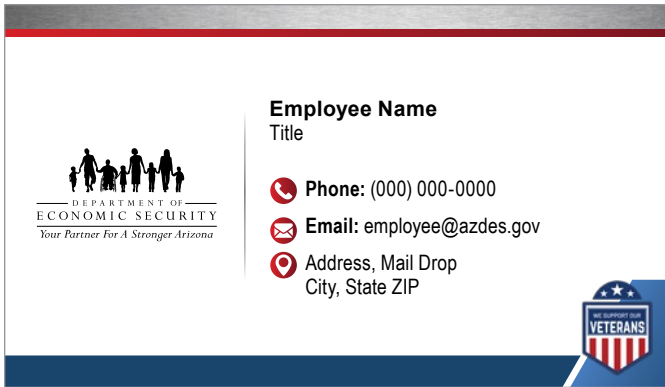 DEPARTMENT OF
ECONOMIC SECURITY
Your Partner For A Stronger Arizona
Employee Name
Title
Phone: (000) 000-0000
Email: employee@azdes.gov
Address, Mail Drop
City, State ZIP
WE SUPPORT OUR
VETERANS